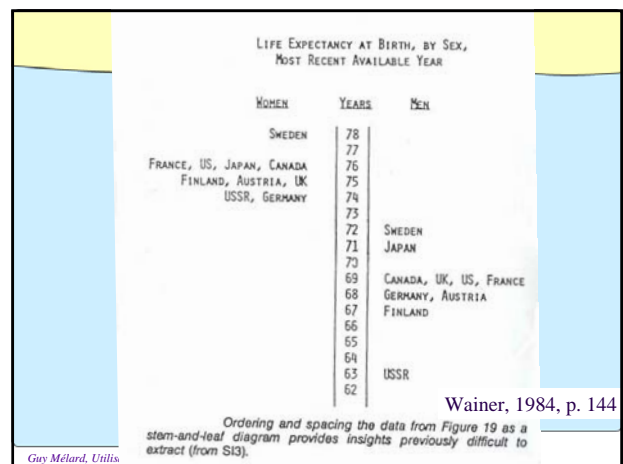 LIFE EXPECTANCY AT BIRTH, BY SEX,
MOST RECENT AVAILABLE YEAR
WOMEN YEARS MEN
SWEDEN 78
77
FRANCE, US, JAPAN, CANADA 76
FINLAND, AUSTRIA, UK 75
USSR, GERMANY 74
73
72 SWEDEN
71 JAPAN
70
69 CANADA, UK, US, FRANCE
68 GERMANY, AUSTRIA
67 FINLAND
66
65
64
63 USSR
62
Wainer, 1984, p. 144
Ordering and spacing the data from Figure 19 as a
stem-and-leaf diagram provides insights previously difficult to
extract (from SI3).
Guy Mélard, Utilis